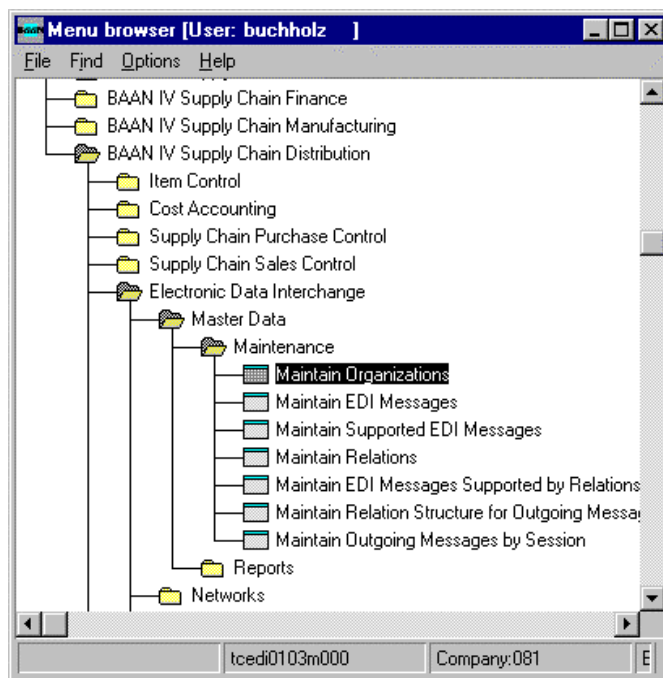 BaaN Menu browser [User: buchholz ]
File Find Options Help
BAAN IV Supply Chain Finance
BAAN IV Supply Chain Manufacturing
BAAN IV Supply Chain Distribution
Item Control
Cost Accounting
Supply Chain Purchase Control
Supply Chain Sales Control
Electronic Data Interchange
Master Data
Maintenance
Maintain Organizations
Maintain EDI Messages
Maintain Supported EDI Messages
Maintain Relations
Maintain EDI Messages Supported by Relations
Maintain Relation Structure for Outgoing Messa
Maintain Outgoing Messages by Session
Reports
Networks
tcedi0103m000 Company:081 E